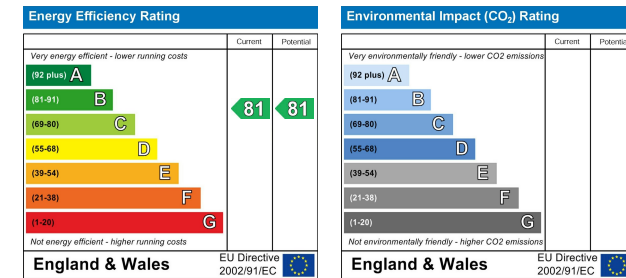 Energy Efficiency Rating
Current Potential
Very energy efficient - lower running costs
(92 plus) A
(81-91) B
81 81
(69-80) C
(55-68) D
(39-54) E
(21-38) F
(1-20) G
Not energy efficient - higher running costs
England & Wales
EU Directive
2002/91/EC
Environmental Impact (CO₂) Rating
Current Potential
Very environmentally friendly - lower CO2 emissions
(92 plus) A
(81-91) B
(69-80) C
(55-68) D
(39-54) E
(21-38) F
(1-20) G
Not environmentally friendly - higher CO2 emissions
England & Wales
EU Directive
2002/91/EC